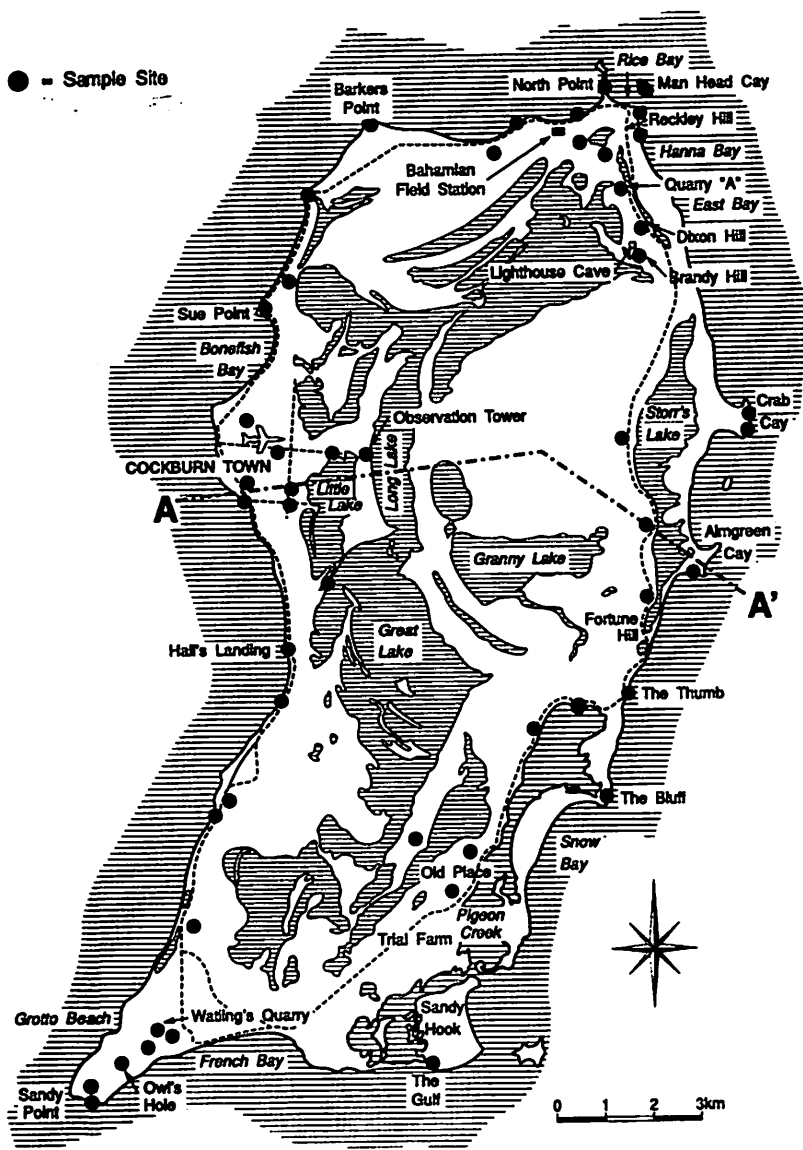 = Sample Site
Rice Bay
North Point
Man Head Cay
Barkers
Point
Reckley Hill
Hanna Bay
Bahamian
Field Station
Quarry "A"
East Bay
Dixon Hill
Lighthouse Cave
Brandy Hill
Sue Point
Bonefish
Bay
Observation Tower
Storr's
Lake
Crab
Cay
COCKBURN TOWN
Long Lake
Little
Lake
A
Almgreen
Cay
Granny Lake
A'
Fortune
Hill
Great
Lake
Hall's Landing
The Thumb
The Bluff
Snow
Bay
Old Place
Pigeon
Creek
Trial Farm
Grotto Beach
Watling's Quarry
Sandy
Hook
French Bay
Sandy
Point
Owl's
Hole
The
Gulf
0 1 2 3km